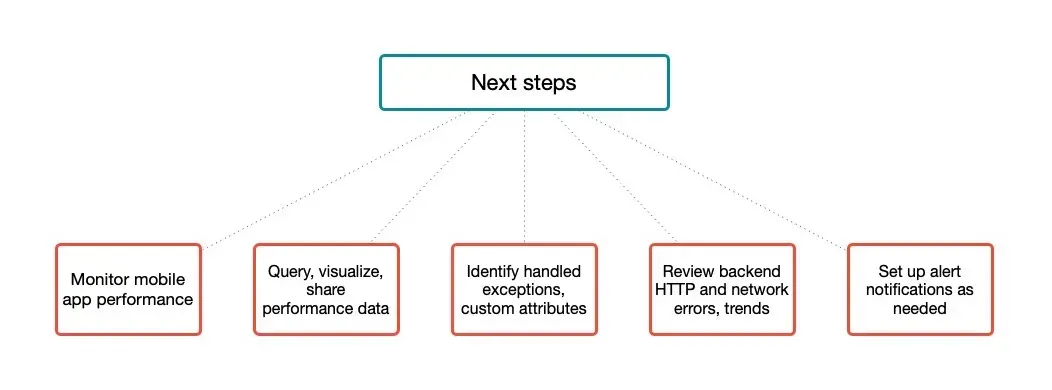 Next steps
Monitor mobile
app performance
Query, visualize,
share
performance data
Identify handled
exceptions,
custom attributes
Review backend
HTTP and network
errors, trends
Set up alert
notifications as
needed